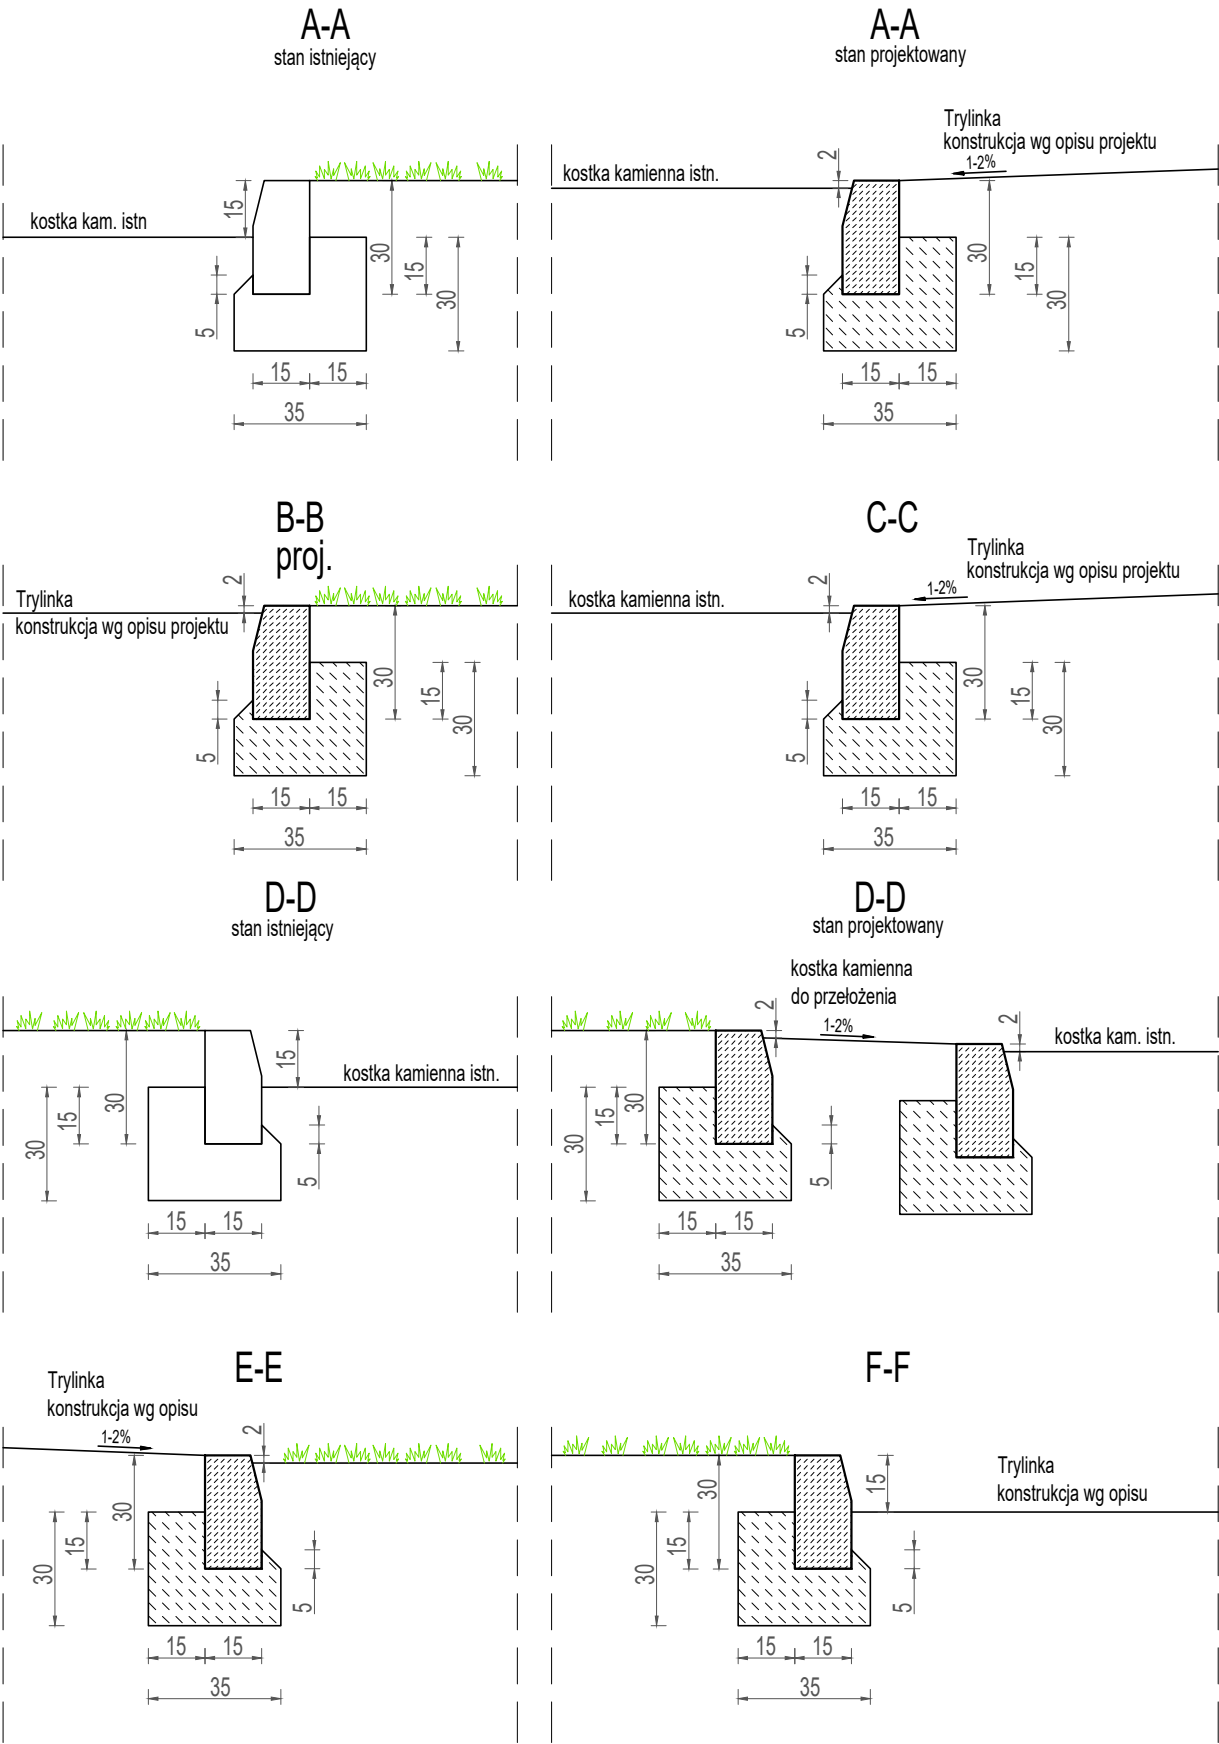 A-A
stan istniejący
kostka kam. istn
15
30
15
30
5
15 15
35
A-A
stan projektowany
Trylinka
konstrukcja wg opisu projektu
1-2%
kostka kamienna istn.
2
30
15
30
5
15 15
35
B-B
proj.
Trylinka
konstrukcja wg opisu projektu
2
30
15
30
5
15 15
35
C-C
Trylinka
konstrukcja wg opisu projektu
1-2%
kostka kamienna istn.
2
30
15
30
5
15 15
35
D-D
stan istniejący
15
kostka kamienna istn.
30
15
30
5
15 15
35
D-D
stan projektowany
kostka kamienna
do przełożenia
2
1-2%
2
kostka kam. istn.
30
15
30
5
15 15
35
E-E
Trylinka
konstrukcja wg opisu
1-2%
2
30
15
30
5
15 15
35
F-F
15
Trylinka
konstrukcja wg opisu
30
15
30
5
15 15
35